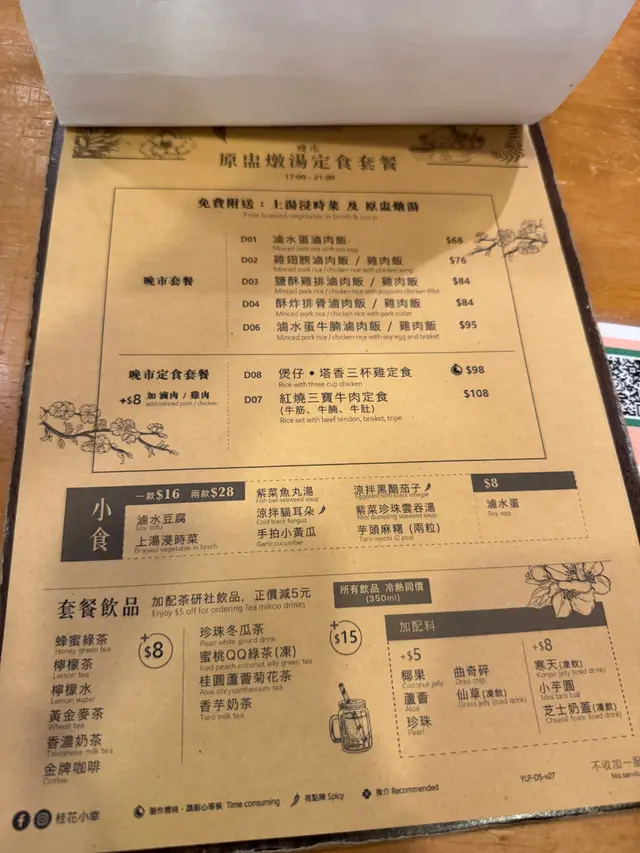 晚市
原盅燉湯定食套餐
17:00 - 21:00
免費附送：上湯浸時菜 及 原盅燉湯
Free braised vegetable in broth & soup
晚市套餐
D01 滷水蛋滷肉飯 $68
Minced pork rice with soy egg
D02 雞翅膀滷肉飯 / 雞肉飯 $76
Minced pork rice / chicken rice with chicken wing
D03 鹽酥雞排滷肉飯 / 雞肉飯 $84
Minced pork rice / chicken rice with popcorn chicken fillet
D04 酥炸排骨滷肉飯 / 雞肉飯 $84
Minced pork rice / chicken rice with pork cutlet
D06 滷水蛋牛腩滷肉飯 / 雞肉飯 $95
Minced pork rice / chicken rice with soy egg and brisket
晚市定食套餐
+$8 加 滷肉 / 雞肉
add minced pork / chicken
D08 煲仔 • 塔香三杯雞定食 $98
Rice with three cup chicken
D07 紅燒三寶牛肉定食 $108
(牛筋、牛腩、牛肚)
Rice set with beef tendon, brisket, tripe
小食
一款$16 兩款$28
滷水豆腐
Soy tofu
上湯浸時菜
Braised vegetable in broth
紫菜魚丸湯
Fish ball seaweed soup
涼拌貓耳朵
Cold black fungus
手拍小黃瓜
Garlic cucumber
涼拌黑醋茄子
Eggplant with black vinegar
紫菜珍珠雲吞湯
Mini dumpling seaweed soup
芋頭麻糬 (兩粒)
Taro mochi (2 pcs)
$8
滷水蛋
Soy egg
套餐飲品 加配茶研社飲品，正價減5元
Enjoy $5 off for ordering Tea mikoo drinks
所有飲品 冷熱同價
(350ml)
+$8
蜂蜜綠茶
Honey green tea
檸檬茶
Lemon tea
檸檬水
Lemon water
黃金麥茶
Wheat tea
香濃奶茶
Taiwanese milk tea
金牌咖啡
Coffee
+$15
珍珠冬瓜茶
Pearl white gourd drink
蜜桃QQ綠茶(凍)
Iced peach coconut jelly green tea
桂圓蘆薈菊花茶
Aloe chrysanthemum tea
香芋奶茶
Taro milk tea
加配料
+$5
椰果
Coconut jelly
蘆薈
Aloe
珍珠
Pearl
曲奇碎
Oreo chip
仙草(凍飲)
Grass jelly (Iced drink)
+$8
寒天(凍飲)
Konjac jelly (Iced drink)
小芋圓
Mini taro ball
芝士奶蓋(凍飲)
Cheese foam (Iced drink)
不收加一服
No servic
YLP-DS-v27
製作需時，請耐心等候 Time consuming
有點辣 Spicy
推介 Recommended
桂花小幸